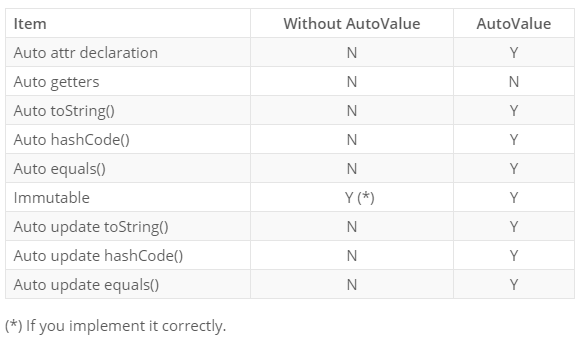 Item Without AutoValue AutoValue
Auto attr declaration N Y
Auto getters N N
Auto toString() N Y
Auto hashCode() N Y
Auto equals() N Y
Immutable Y (*) Y
Auto update toString() N Y
Auto update hashCode() N Y
Auto update equals() N Y
(*) If you implement it correctly.